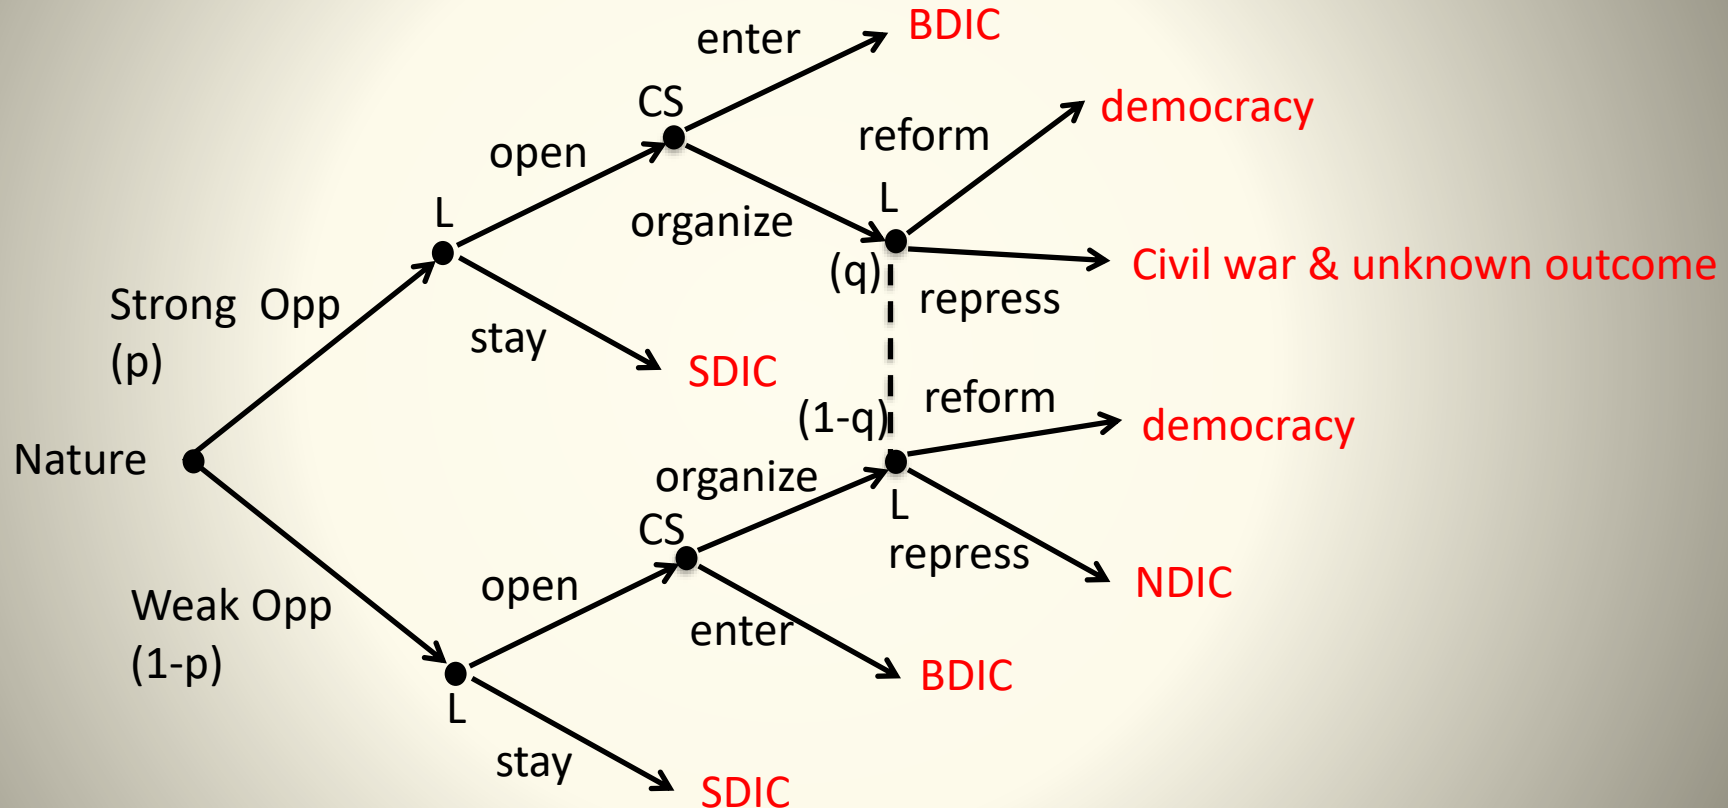 BDIC
enter
CS
democracy
reform
open
L
L
organize
(q)
Civil war & unknown outcome
repress
Strong Opp
(p)
stay
SDIC
reform
(1-q)
democracy
Nature
organize
L
CS
repress
open
NDIC
Weak Opp
(1-p)
enter
BDIC
L
stay
SDIC